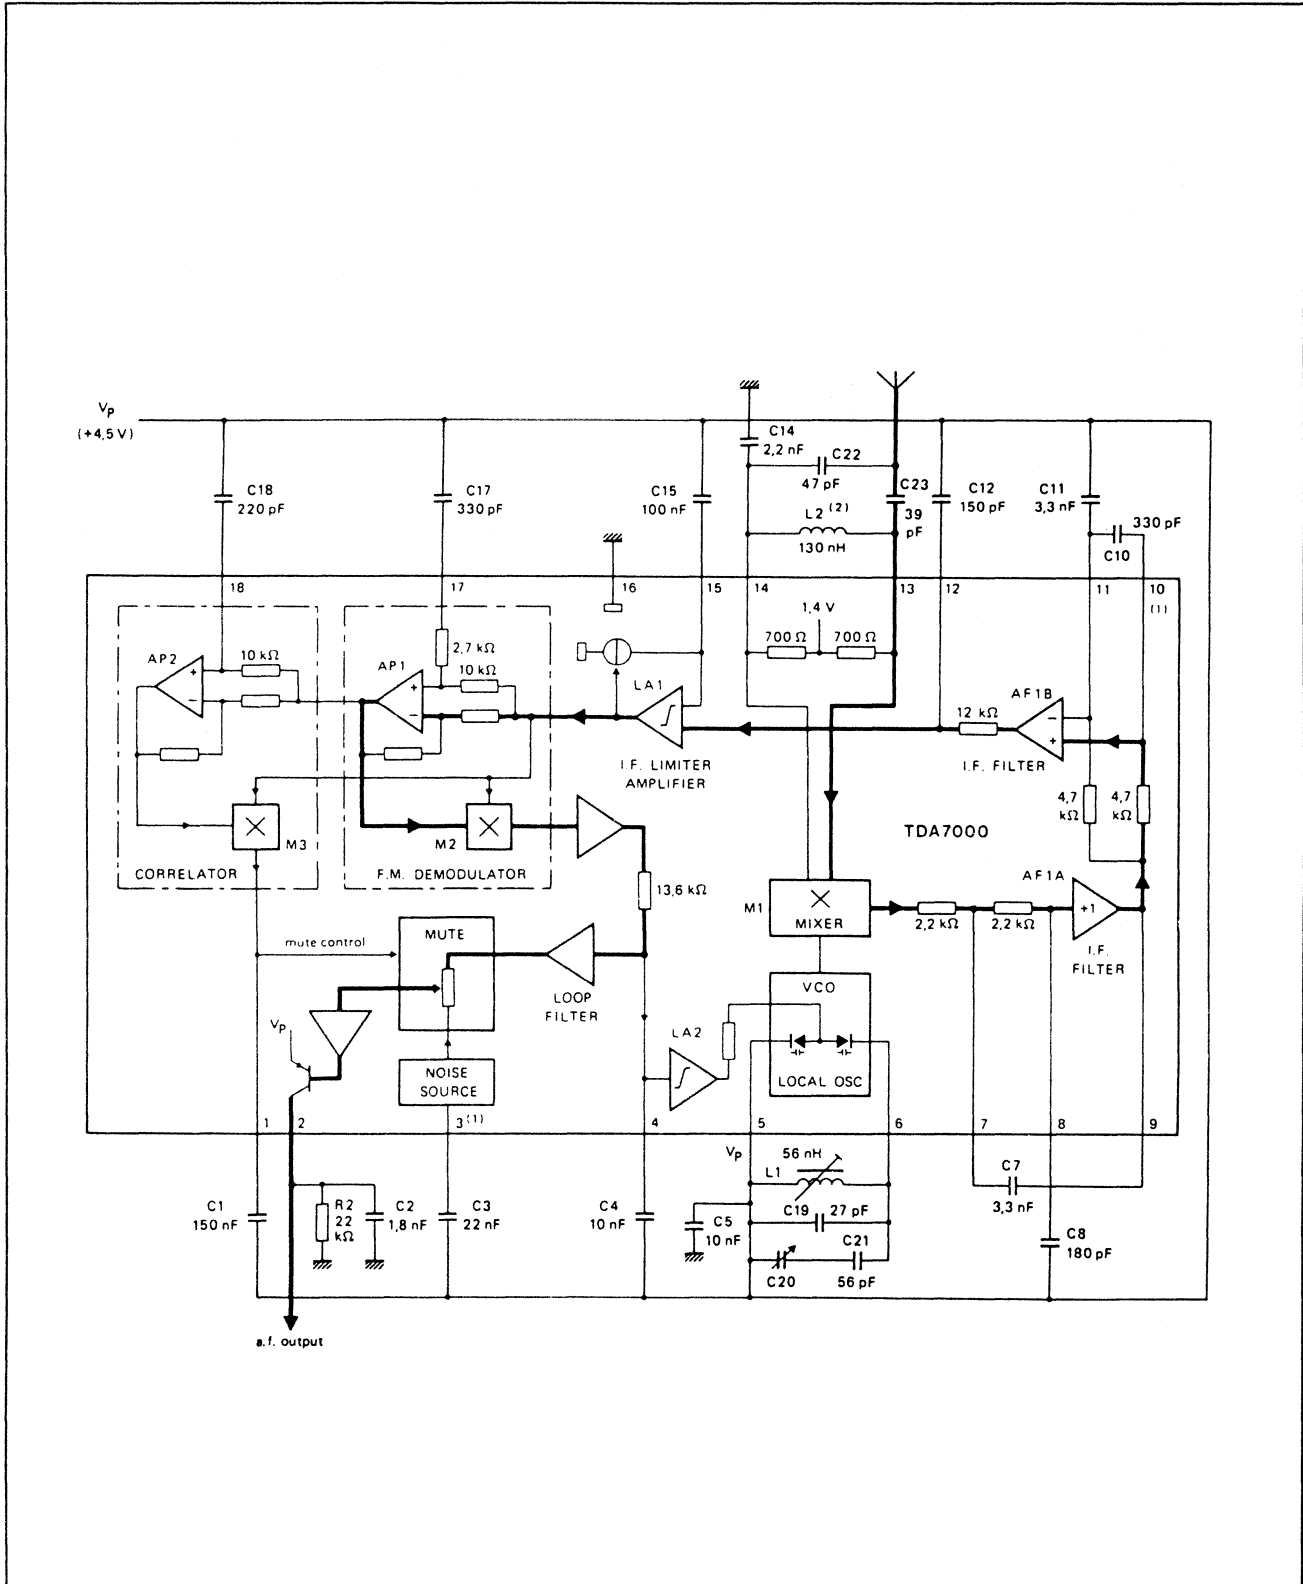 Vp
(+4,5 V)
C18
220 pF
C17
330 pF
C15
100 nF
C14
2,2 nF
C22
47 pF
L2 (2)
130 nH
C23
39
pF
C12
150 pF
C11
3,3 nF
330 pF
C10
18
17
16
15
14
13
12
11
10
(1)
1,4 V
700 Ω
700 Ω
AP2
10 kΩ
+
−
AP1
2,7 kΩ
10 kΩ
+
−
LA1
I.F. LIMITER
AMPLIFIER
12 kΩ
AF1B
−
+
I.F. FILTER
4,7
kΩ
4,7
kΩ
TDA7000
M3
CORRELATOR
M2
F.M. DEMODULATOR
13,6 kΩ
M1
MIXER
2,2 kΩ
2,2 kΩ
AF1A
+1
I.F.
FILTER
mute control
MUTE
LOOP
FILTER
VCO
LOCAL OSC
LA2
Vp
NOISE
SOURCE
1
2
3 (1)
4
5
6
7
8
9
Vp
56 nH
L1
C1
150 nF
R2
22
kΩ
C2
1,8 nF
C3
22 nF
C4
10 nF
C5
10 nF
C19
27 pF
C20
C21
56 pF
C7
3,3 nF
C8
180 pF
a.f. output